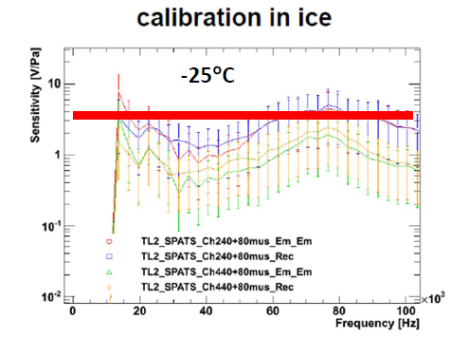 calibration in ice
-25°C
Sensitivity [V/Pa]
10
1
10-1
10-2
TL2_SPATS_Ch240+80mus_Em_Em
TL2_SPATS_Ch240+80mus_Rec
TL2_SPATS_Ch440+80mus_Em_Em
TL2_SPATS_Ch440+80mus_Rec
0 20 40 60 80 100
×10³
Frequency [Hz]